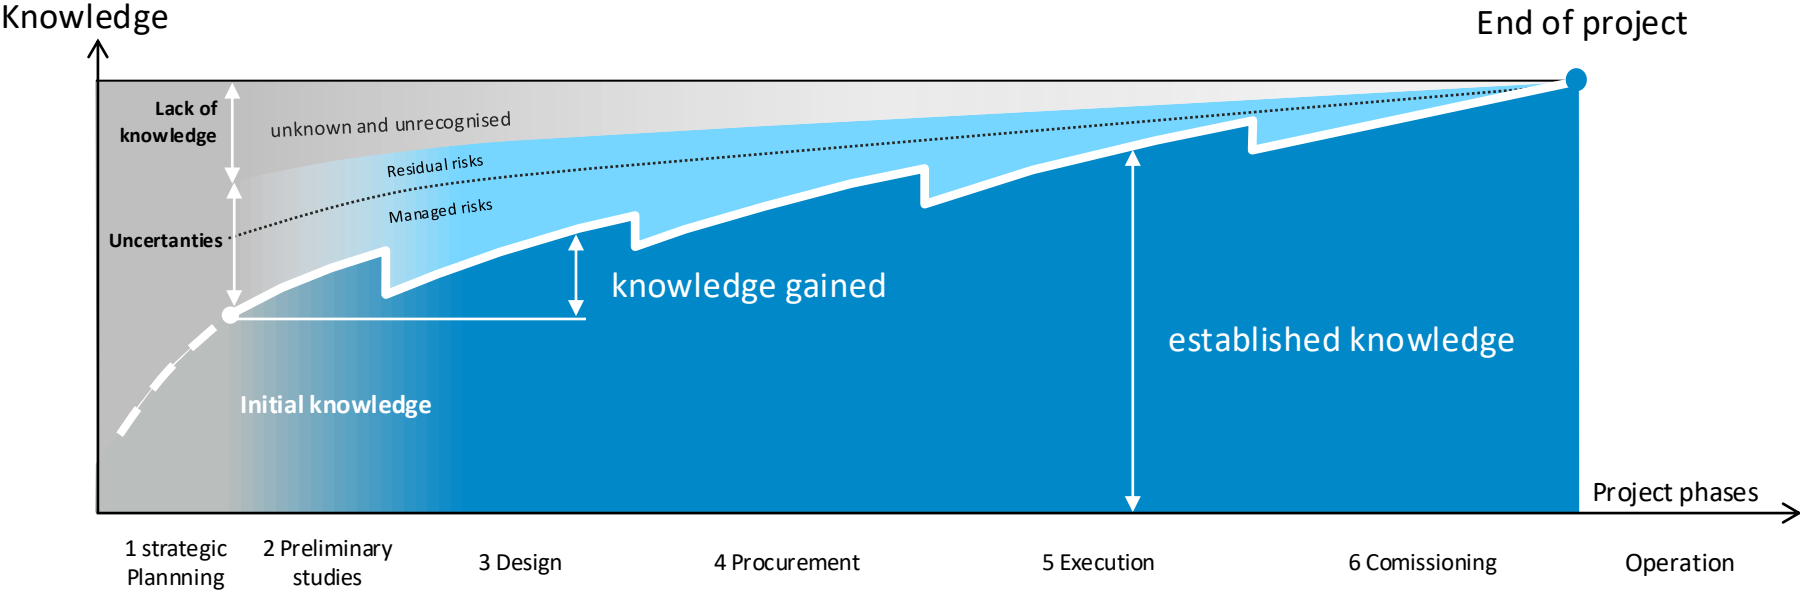 Knowledge
End of project
Lack of
knowledge
unknown and unrecognised
Residual risks
Managed risks
Uncertanties
knowledge gained
established knowledge
Initial knowledge
Project phases
1 strategic
Plannning
2 Preliminary
studies
3 Design
4 Procurement
5 Execution
6 Comissioning
Operation